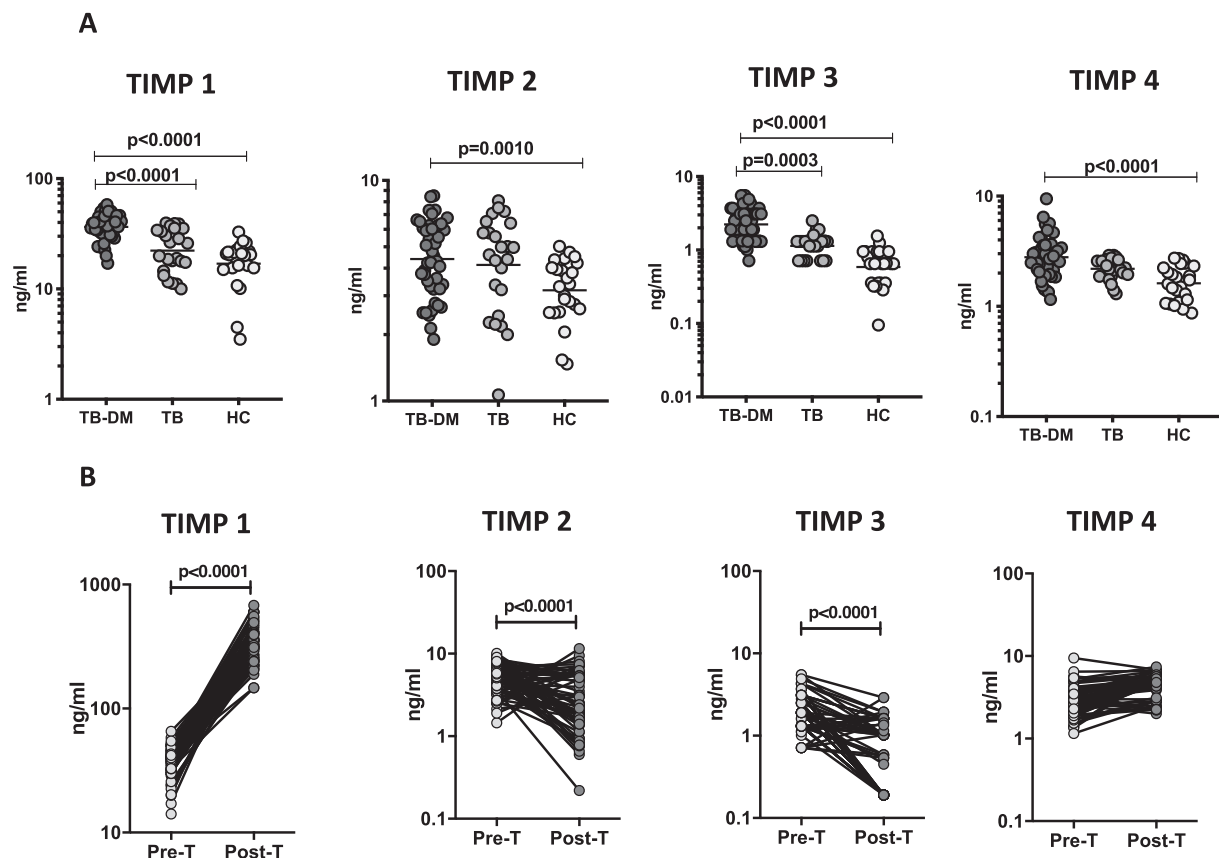 A
TIMP 1
TIMP 2
TIMP 3
TIMP 4
p<0.0001
p<0.0001
p=0.0010
p<0.0001
p=0.0003
p<0.0001
100
10
1
ng/ml
TB-DM TB HC
10
1
ng/ml
TB-DM TB HC
10
1
0.1
0.01
ng/ml
TB-DM TB HC
10
1
0.1
ng/ml
TB-DM TB HC
B
TIMP 1
TIMP 2
TIMP 3
TIMP 4
p<0.0001
p<0.0001
p<0.0001
1000
100
10
ng/ml
Pre-T Post-T
100
10
1
0.1
ng/ml
Pre-T Post-T
100
10
1
0.1
ng/ml
Pre-T Post-T
100
10
1
0.1
ng/ml
Pre-T Post-T